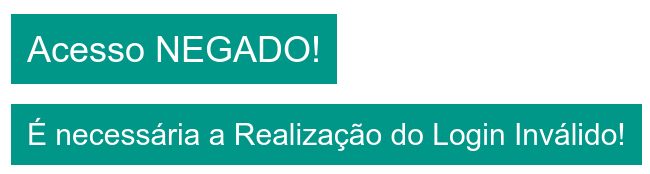 Acesso NEGADO!
É necessária a Realização do Login Inválido!